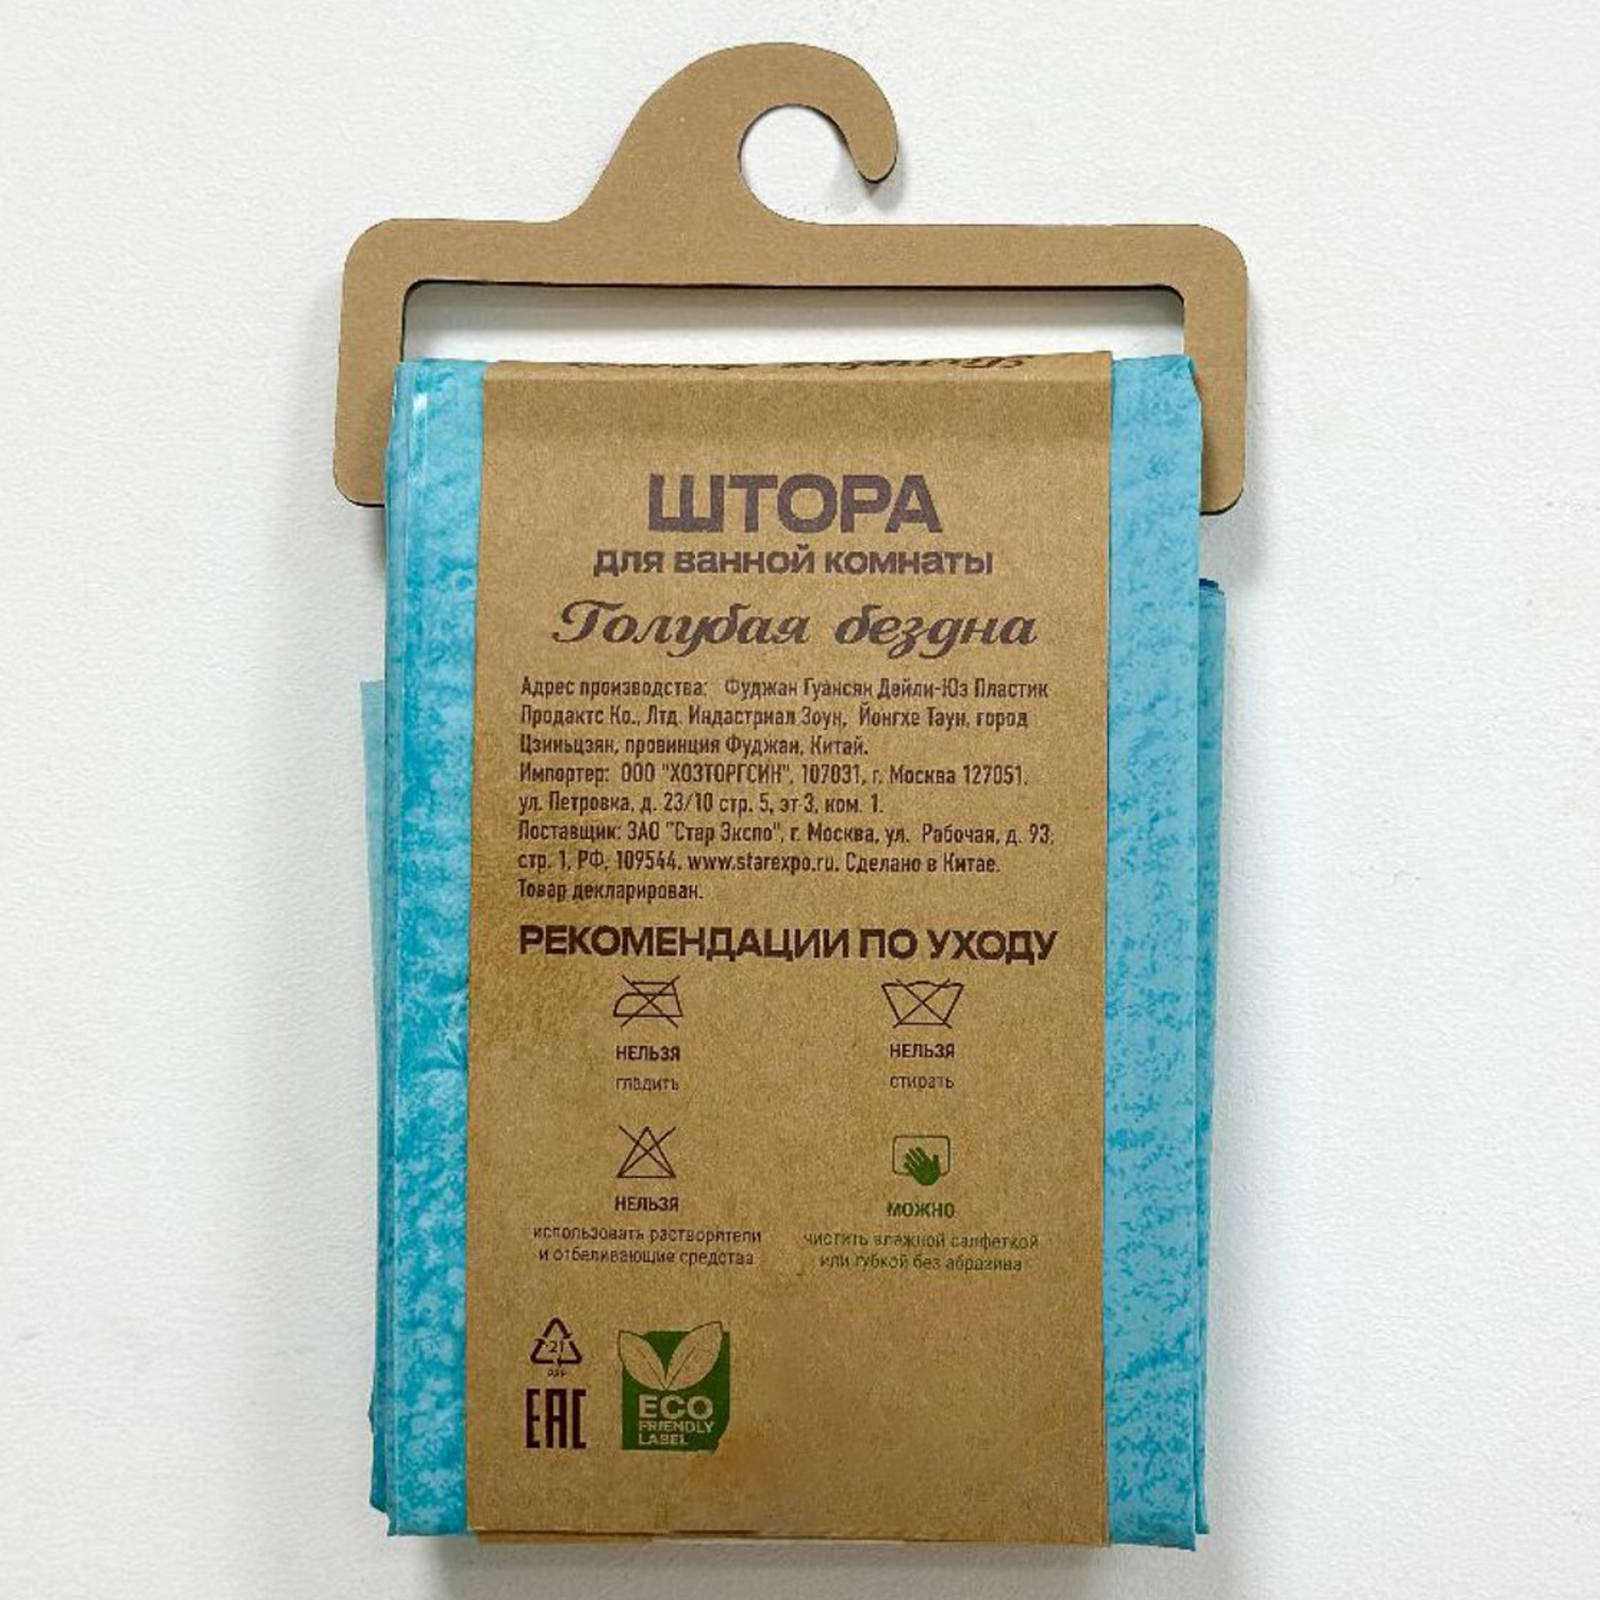 ШТОРА
для ванной комнаты
Голубая бездна
Адрес производства: Фуджан Гуансян Дейли-Юз Пластик
Продактс Ко., Лтд. Индастриал Зоун, Йонгхе Таун, город
Цзиньцзян, провинция Фуджан, Китай.
Импортер: ООО "ХОЗТОРГСИН", 107031, г. Москва 127051,
ул. Петровка, д. 23/10 стр. 5, эт 3, ком. 1.
Поставщик: ЗАО "Стар Экспо", г. Москва, ул. Рабочая, д. 93,
стр. 1, РФ, 109544, www.starexpo.ru. Сделано в Китае.
Товар декларирован.
РЕКОМЕНДАЦИИ ПО УХОДУ
НЕЛЬЗЯ
гладить
НЕЛЬЗЯ
стирать
НЕЛЬЗЯ
использовать растворители
и отбеливающие средства
МОЖНО
чистить влажной салфеткой
или губкой без абразива
21
PAP
EAC
ECO
FRIENDLY
LABEL